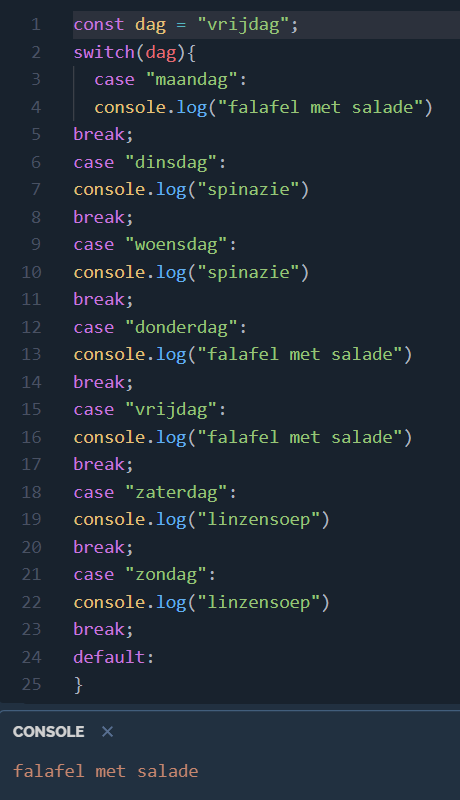 1 const dag = "vrijdag";
2 switch(dag){
3 case "maandag":
4 console.log("falafel met salade")
5 break;
6 case "dinsdag":
7 console.log("spinazie")
8 break;
9 case "woensdag":
10 console.log("spinazie")
11 break;
12 case "donderdag":
13 console.log("falafel met salade")
14 break;
15 case "vrijdag":
16 console.log("falafel met salade")
17 break;
18 case "zaterdag":
19 console.log("linzensoep")
20 break;
21 case "zondag":
22 console.log("linzensoep")
23 break;
24 default:
25 }
CONSOLE ×
falafel met salade